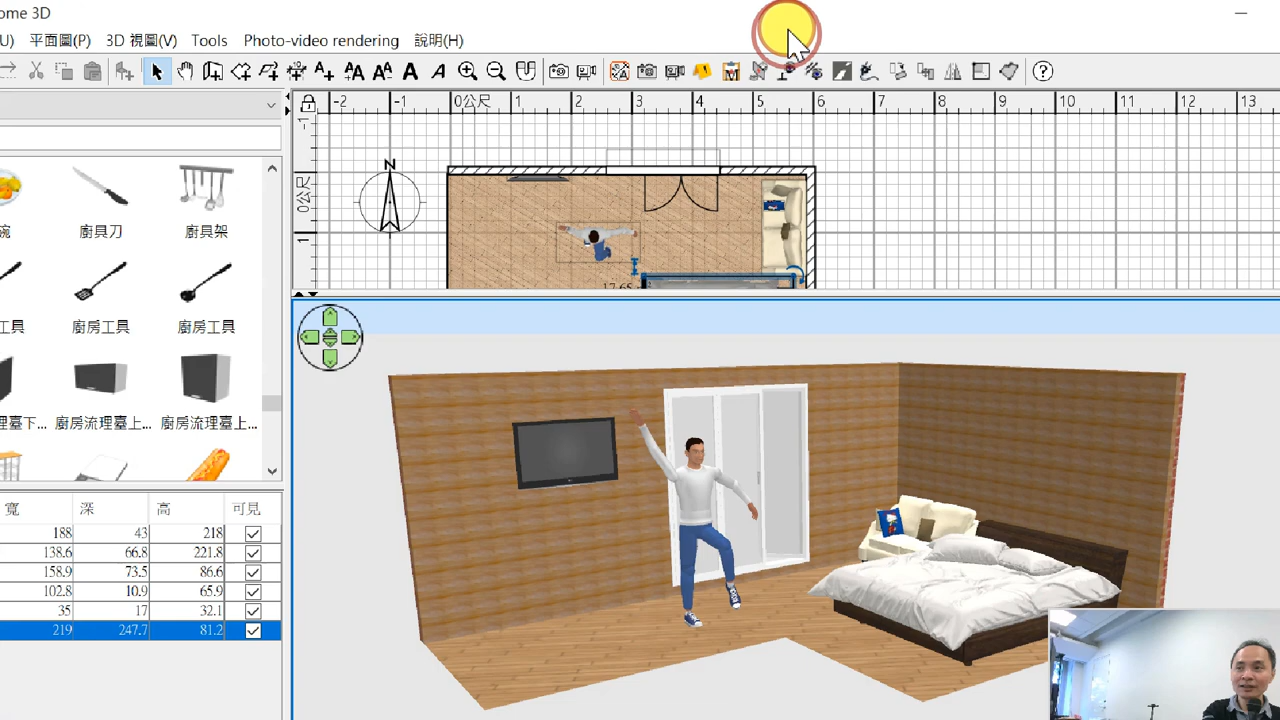 ome 3D
U) 平面圖(P) 3D 視圖(V) Tools Photo-video rendering 說明(H)
-2 -1 0公尺 1 2 3 4 5 6 7 8 9 10 11 12 13
-1
0公尺
1
N
碗 廚具刀 廚具架
工具 廚房工具 廚房工具
理臺下... 廚房流理臺上... 廚房流理臺上...
寬 深 高 可見
188 43 218
138.6 66.8 221.8
158.9 73.5 86.6
102.8 10.9 65.9
35 17 32.1
219 247.7 81.2